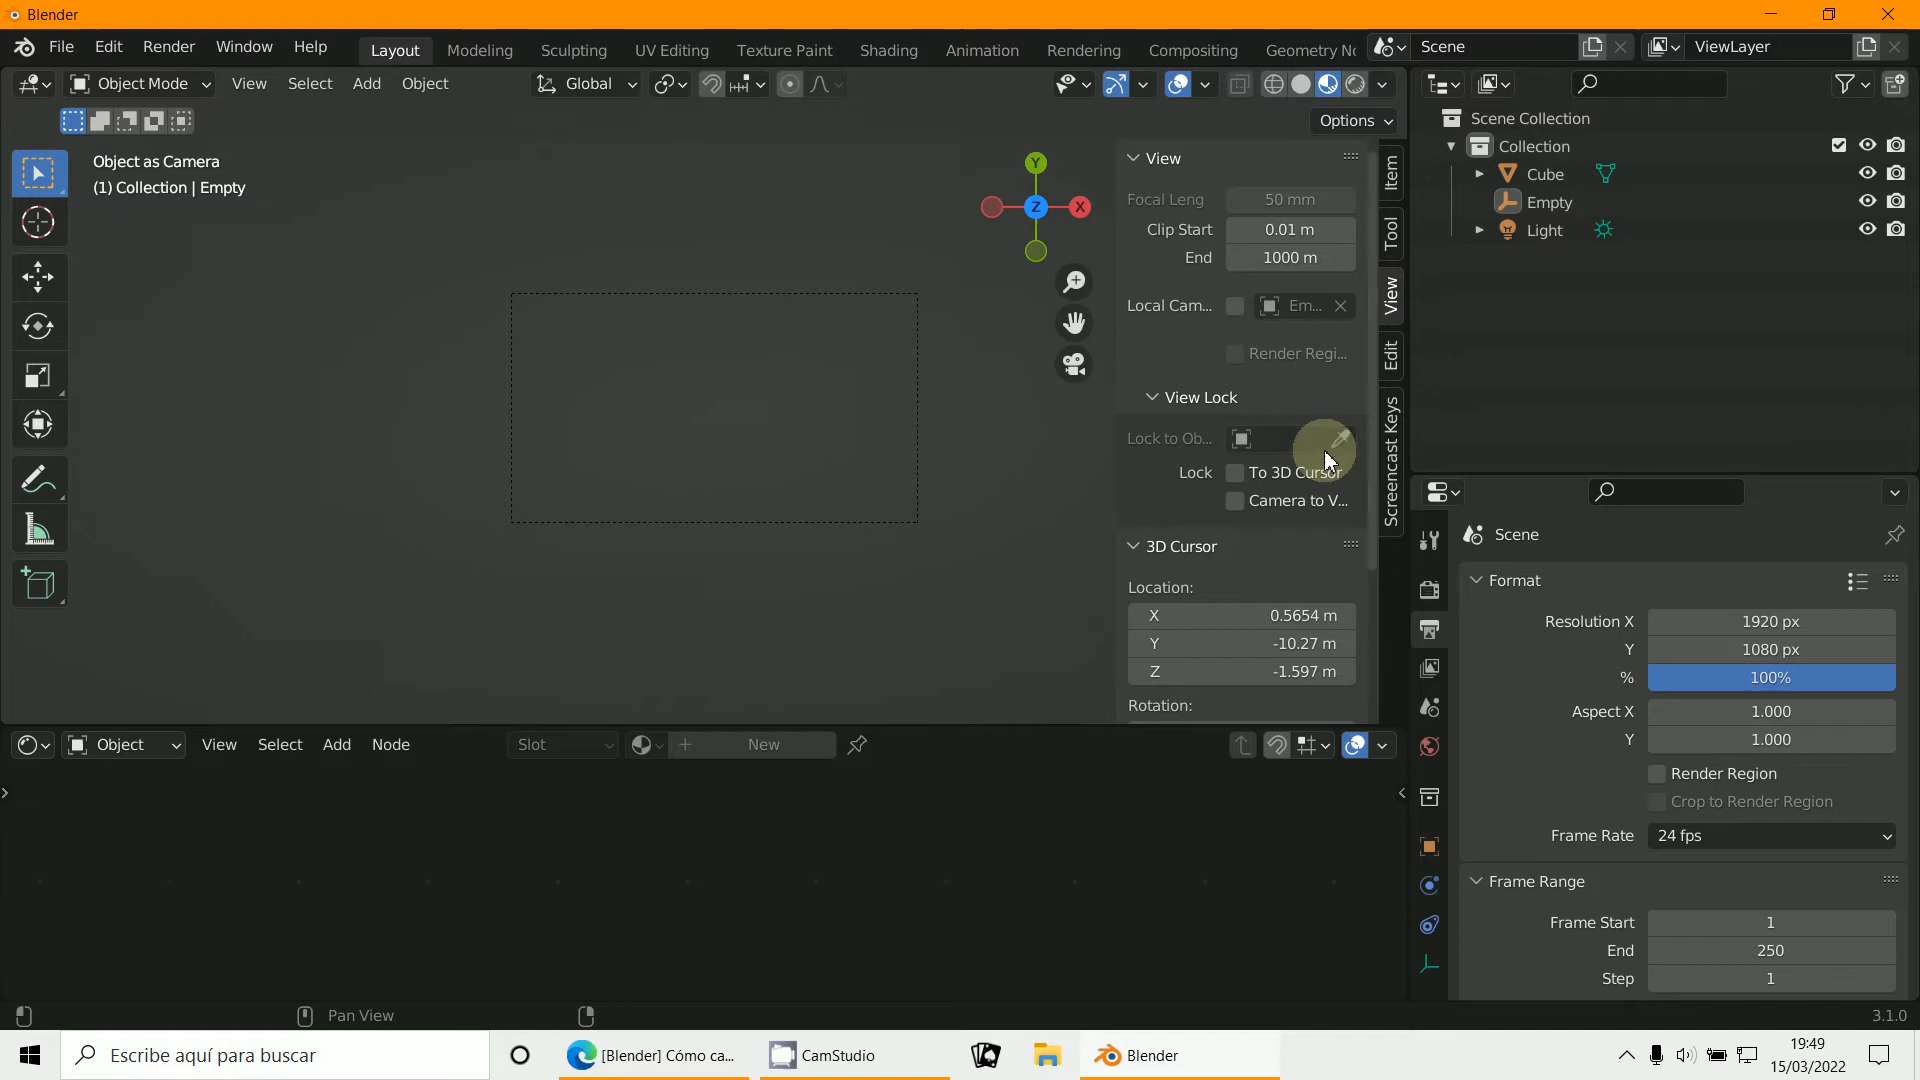 Blender
File Edit Render Window Help
Layout Modeling Sculpting UV Editing Texture Paint Shading Animation Rendering Compositing Geometry No
Scene
ViewLayer
Object Mode View Select Add Object
Global
Options
Object as Camera
(1) Collection | Empty
Y
X
Z
View
Focal Leng 50 mm
Clip Start 0.01 m
End 1000 m
Local Cam... Em...
Render Regi...
View Lock
Lock to Ob...
Lock To 3D Cursor
Camera to V...
3D Cursor
Location:
X 0.5654 m
Y -10.27 m
Z -1.597 m
Rotation:
Item
Tool
View
Edit
Screencast Keys
Scene Collection
Collection
Cube
Empty
Light
Scene
Format
Resolution X 1920 px
Y 1080 px
% 100%
Aspect X 1.000
Y 1.000
Render Region
Crop to Render Region
Frame Rate 24 fps
Frame Range
Frame Start 1
End 250
Step 1
Object View Select Add Node
Slot
New
Pan View
3.1.0
Escribe aquí para buscar
[Blender] Cómo ca...
CamStudio
Blender
19:49
15/03/2022